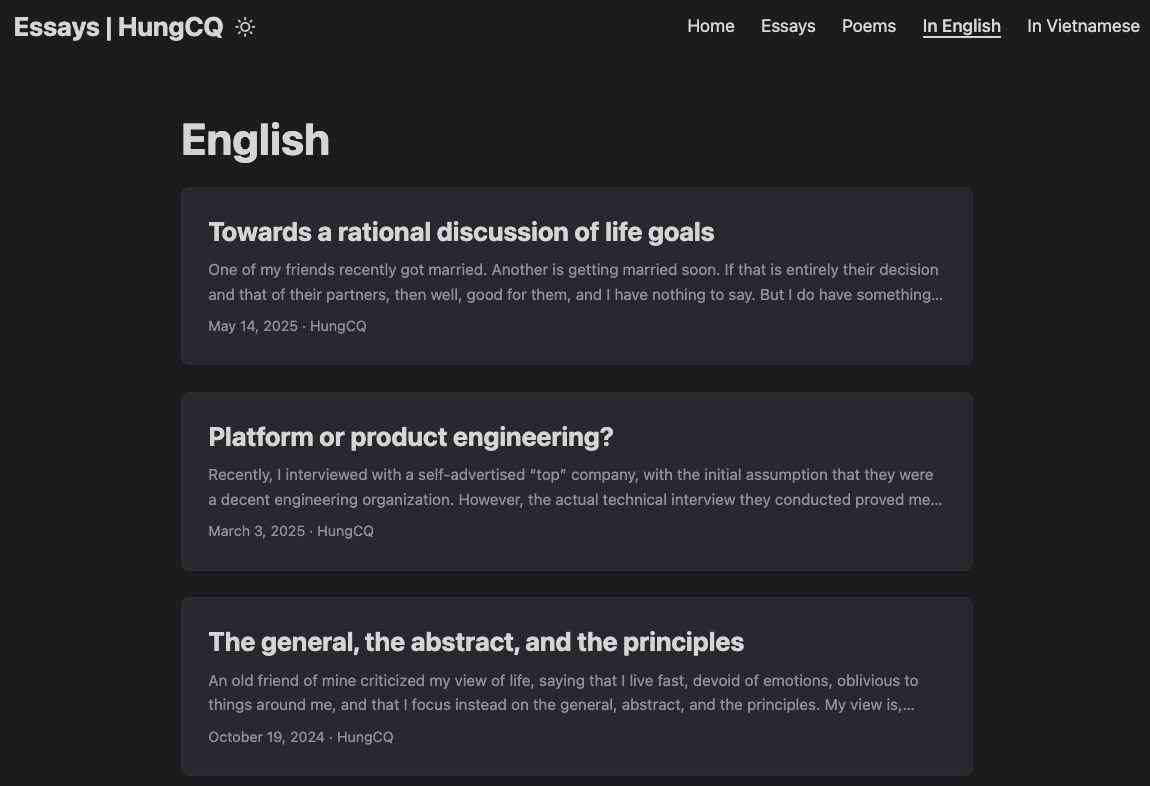 Essays | HungCQ
Home Essays Poems In English In Vietnamese
English
Towards a rational discussion of life goals
One of my friends recently got married. Another is getting married soon. If that is entirely their decision
and that of their partners, then well, good for them, and I have nothing to say. But I do have something...
May 14, 2025 · HungCQ
Platform or product engineering?
Recently, I interviewed with a self-advertised “top” company, with the initial assumption that they were
a decent engineering organization. However, the actual technical interview they conducted proved me...
March 3, 2025 · HungCQ
The general, the abstract, and the principles
An old friend of mine criticized my view of life, saying that I live fast, devoid of emotions, oblivious to
things around me, and that I focus instead on the general, abstract, and the principles. My view is,...
October 19, 2024 · HungCQ